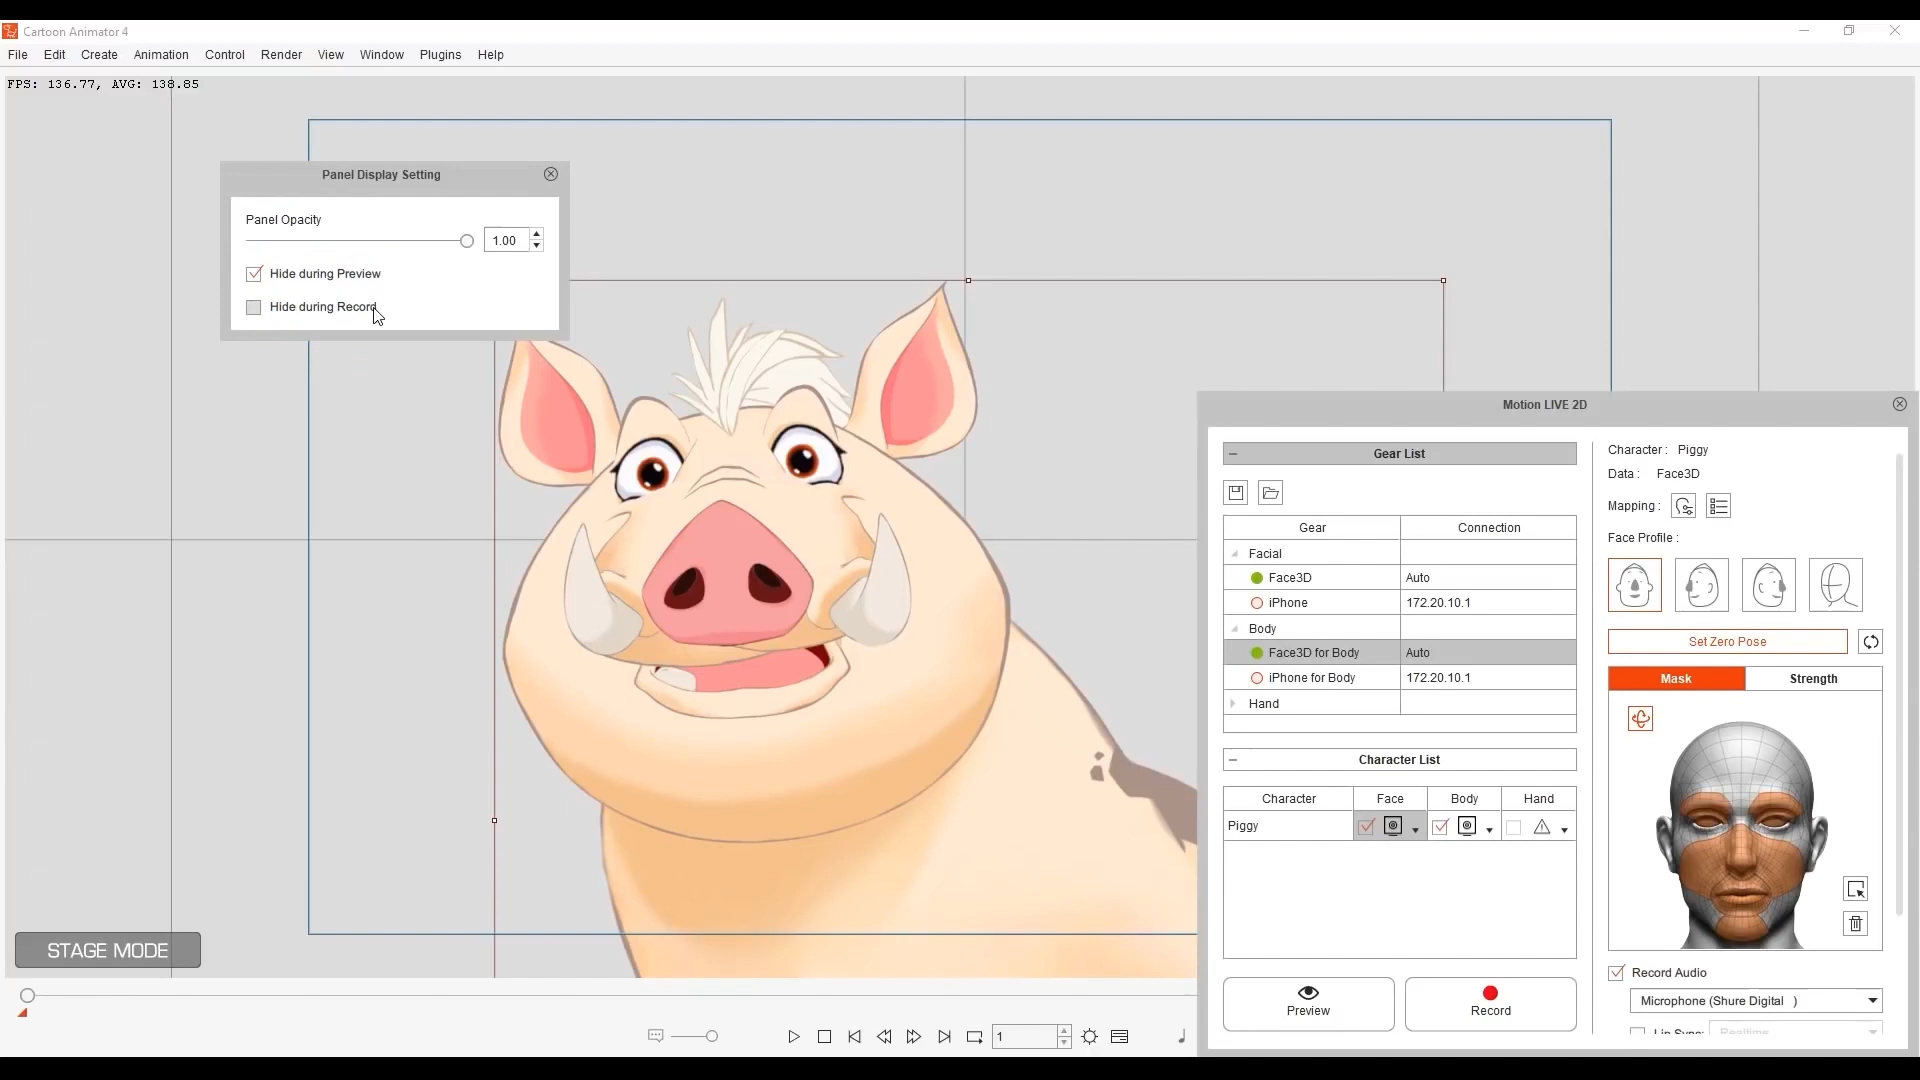 Cartoon Animator 4
File Edit Create Animation Control Render View Window Plugins Help
FPS: 136.77, AVG: 138.85
Panel Display Setting
Panel Opacity
1.00
Hide during Preview
Hide during Record
Motion LIVE 2D
Gear List
Gear Connection
Facial
Face3D Auto
iPhone 172.20.10.1
Body
Face3D for Body Auto
iPhone for Body 172.20.10.1
Hand
Character List
Character Face Body Hand
Piggy
Preview
Record
Character : Piggy
Data : Face3D
Mapping :
Face Profile :
Set Zero Pose
Mask Strength
Record Audio
Microphone (Shure Digital )
Lip Sync: Realtime
STAGE MODE
1